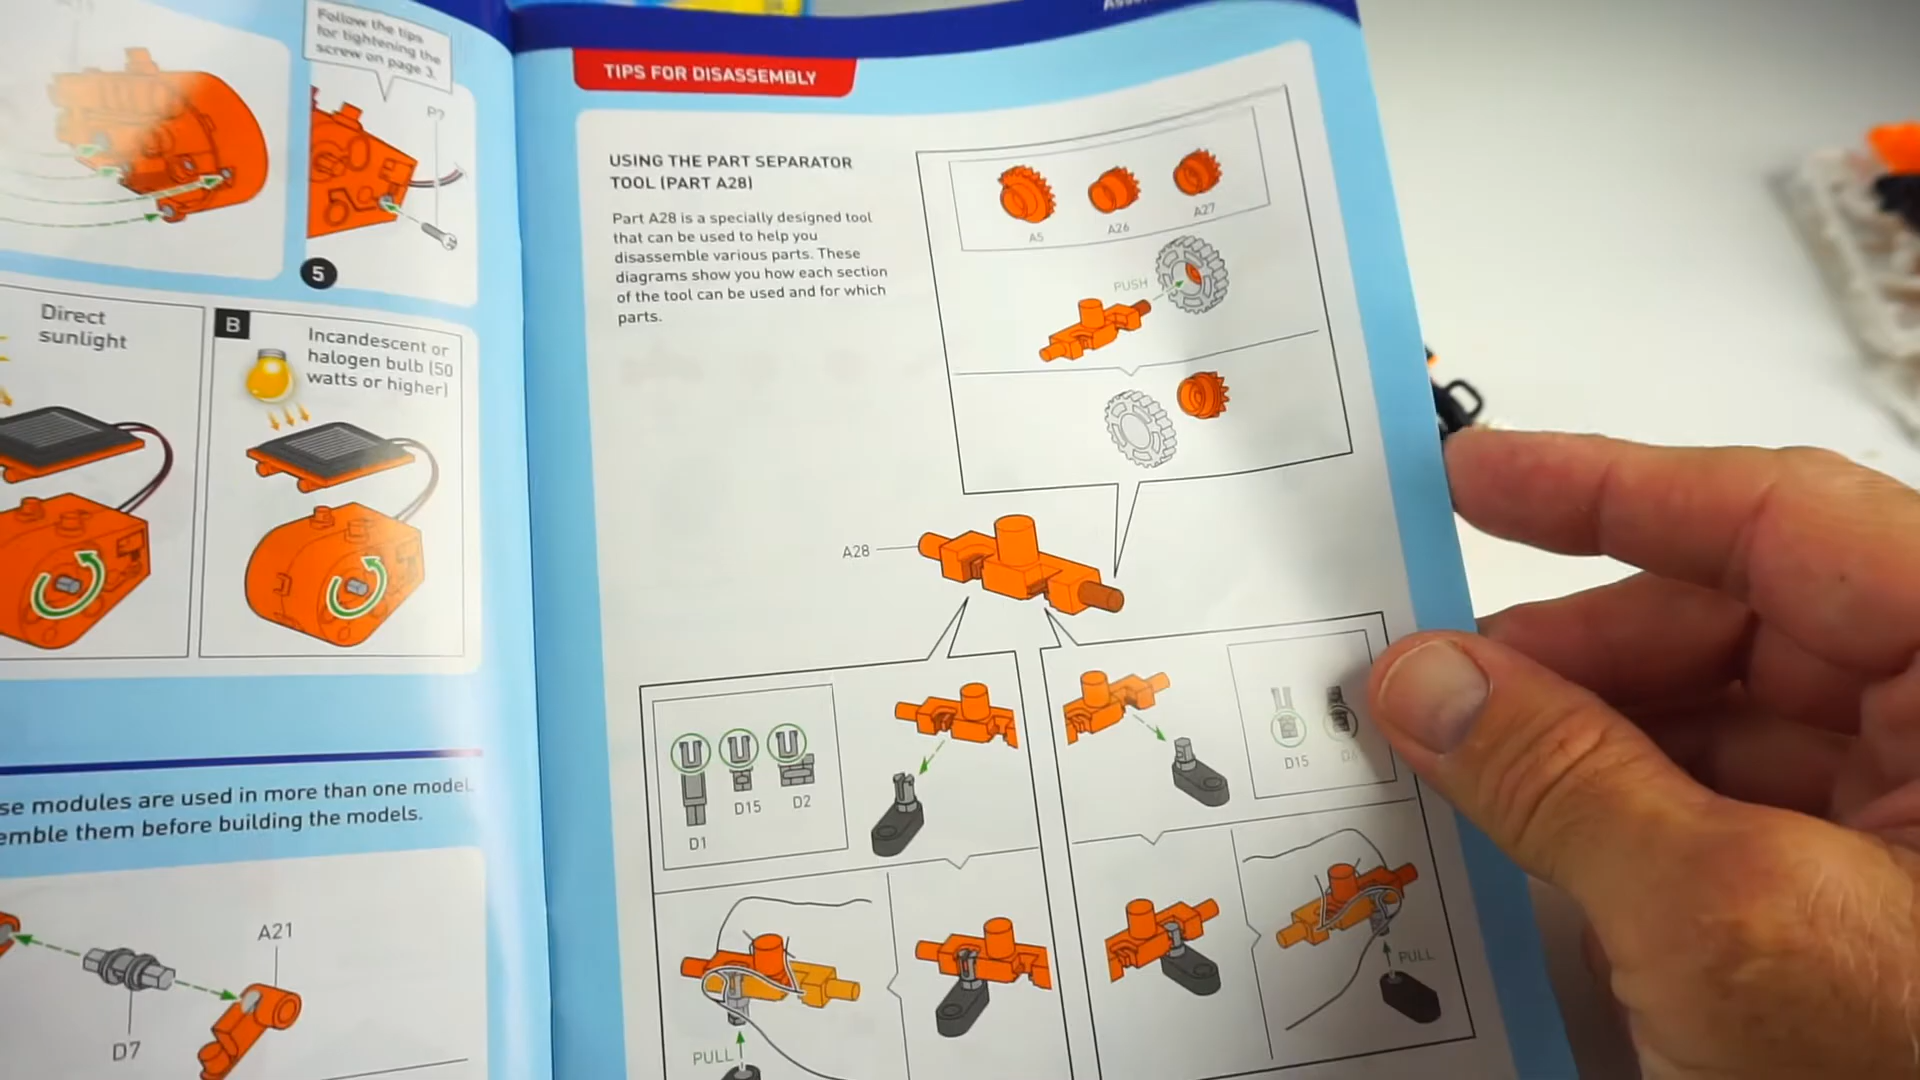 Follow the tips
for tightening the
screw on page 3.
P7
5
Direct
sunlight
B
Incandescent or
halogen bulb (50
watts or higher)
se modules are used in more than one model.
emble them before building the models.
A21
D7
TIPS FOR DISASSEMBLY
USING THE PART SEPARATOR
TOOL (PART A28)
Part A28 is a specially designed tool
that can be used to help you
disassemble various parts. These
diagrams show you how each section
of the tool can be used and for which
parts.
A5
A26
A27
PUSH
A28
D1
D15
D2
D15
PULL
PULL